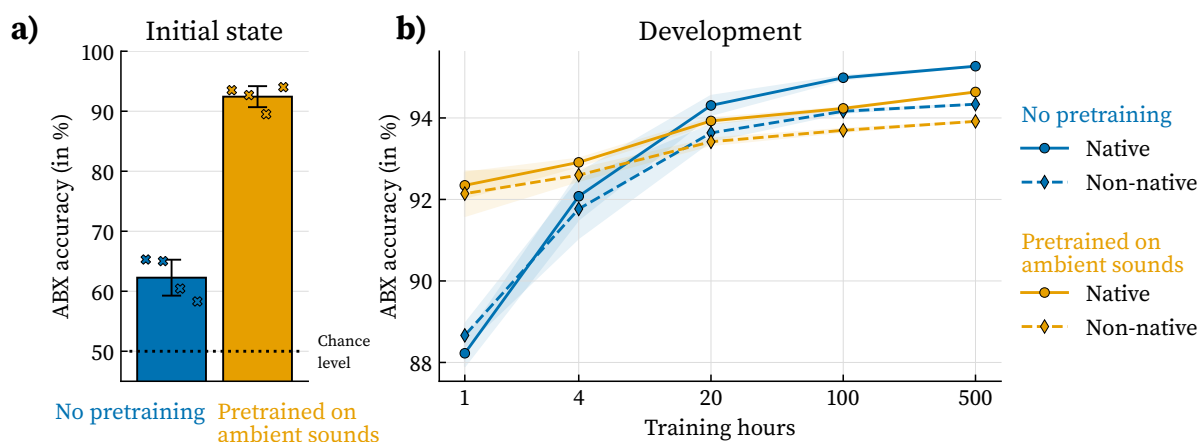 a)
Initial state
100
90
80
70
60
50
ABX accuracy (in %)
Chance
level
No pretraining
Pretrained on
ambient sounds
b)
Development
94
92
90
88
ABX accuracy (in %)
1
4
20
100
500
Training hours
No pretraining
Native
Non-native
Pretrained on
ambient sounds
Native
Non-native